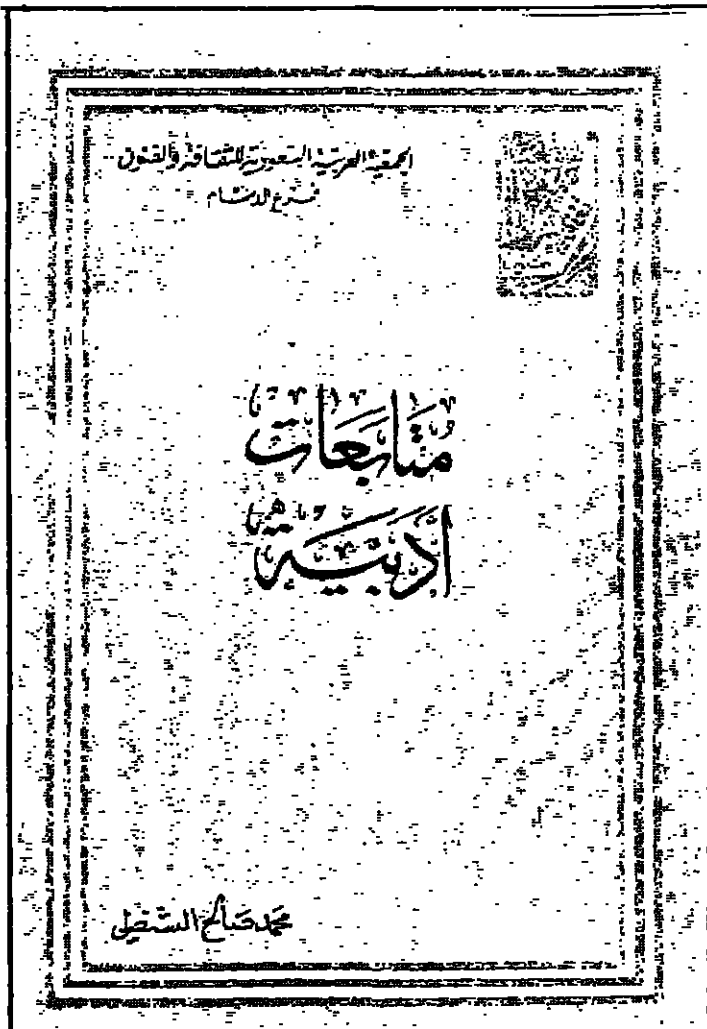 الجمعية العربية السعودية للثقافة والفنون
فرع الدمام
متابعات
أدبية
محمد صالح الشنطي